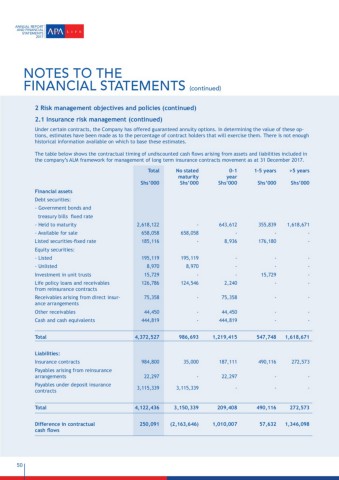 ANNUAL REPORT
AND FINANCIAL
STATEMENTS
2017
APA LIFE
NOTES TO THE
FINANCIAL STATEMENTS (continued)
2 Risk management objectives and policies (continued)
2.1 Insurance risk management (continued)
Under certain contracts, the Company has offered guaranteed annuity options. In determining the value of these op-
tions, estimates have been made as to the percentage of contract holders that will exercise them. There is not enough
historical information available on which to base these estimates.
The table below shows the contractual timing of undiscounted cash flows arising from assets and liabilities included in
the company's ALM framework for management of long term insurance contracts movement as at 31 December 2017.
Total No stated 0-1 1-5 years >5 years
maturity year
Shs'000 Shs'000 Shs'000 Shs'000 Shs'000
Financial assets
Debt securities:
- Government bonds and
treasury bills fixed rate
- Held to maturity 2,618,122 - 643,612 355,839 1,618,671
- Available for sale 658,058 658,058 - - -
Listed securities-fixed rate 185,116 - 8,936 176,180 -
Equity securities:
- Listed 195,119 195,119 - - -
- Unlisted 8,970 8,970 - - -
Investment in unit trusts 15,729 - - 15,729 -
Life policy loans and receivables 126,786 124,546 2,240 - -
from reinsurance contracts
Receivables arising from direct insur- 75,358 - 75,358 - -
ance arrangements
Other receivables 44,450 - 44,450 - -
Cash and cash equivalents 444,819 - 444,819 - -
Total 4,372,527 986,693 1,219,415 547,748 1,618,671
Liabilities:
Insurance contracts 984,800 35,000 187,111 490,116 272,573
Payables arising from reinsurance
arrangements 22,297 - 22,297 - -
Payables under deposit insurance
contracts 3,115,339 3,115,339 - - -
Total 4,122,436 3,150,339 209,408 490,116 272,573
Difference in contractual 250,091 (2,163,646) 1,010,007 57,632 1,346,098
cash flows
50